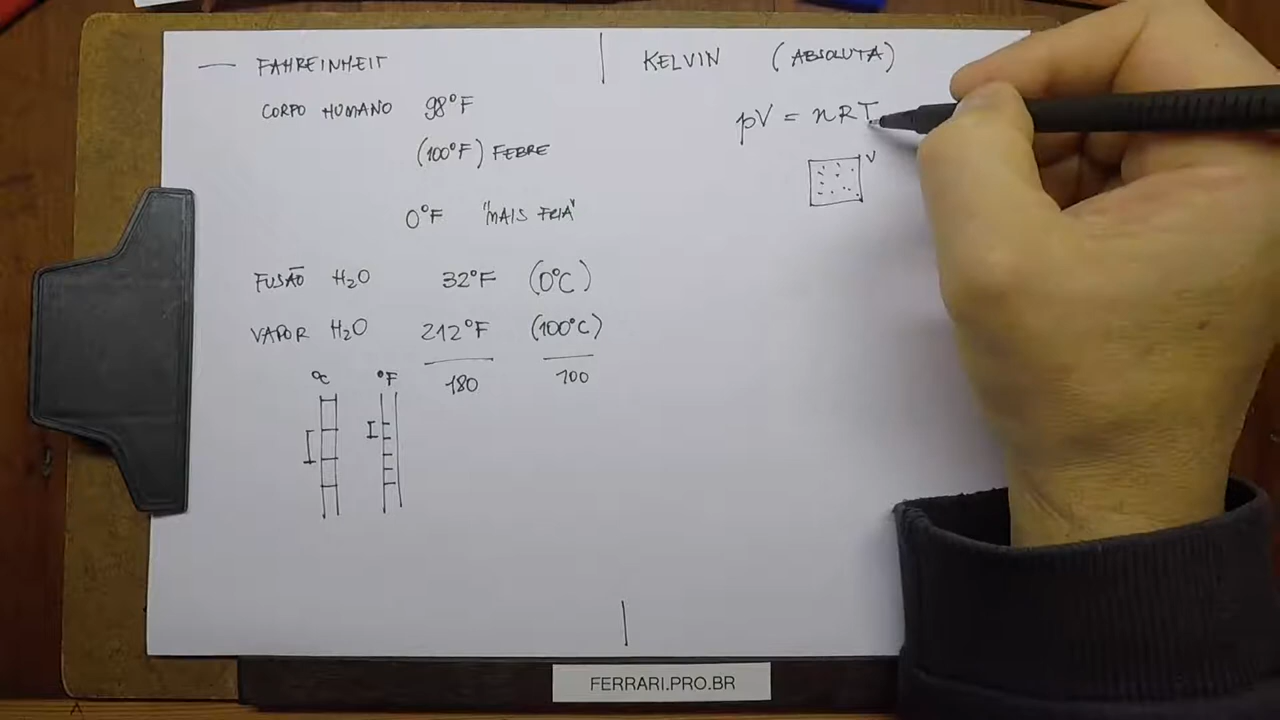 — FAHREINHEIT
CORPO HUMANO 98°F
(100°F) FEBRE
0°F "MAIS FRIA"
FUSÃO H₂O 32°F (0°C)
VAPOR H₂O 212°F (100°C)
180 100
°C °F
KELVIN (ABSOLUTA)
pV = nRT
V
FERRARI.PRO.BR